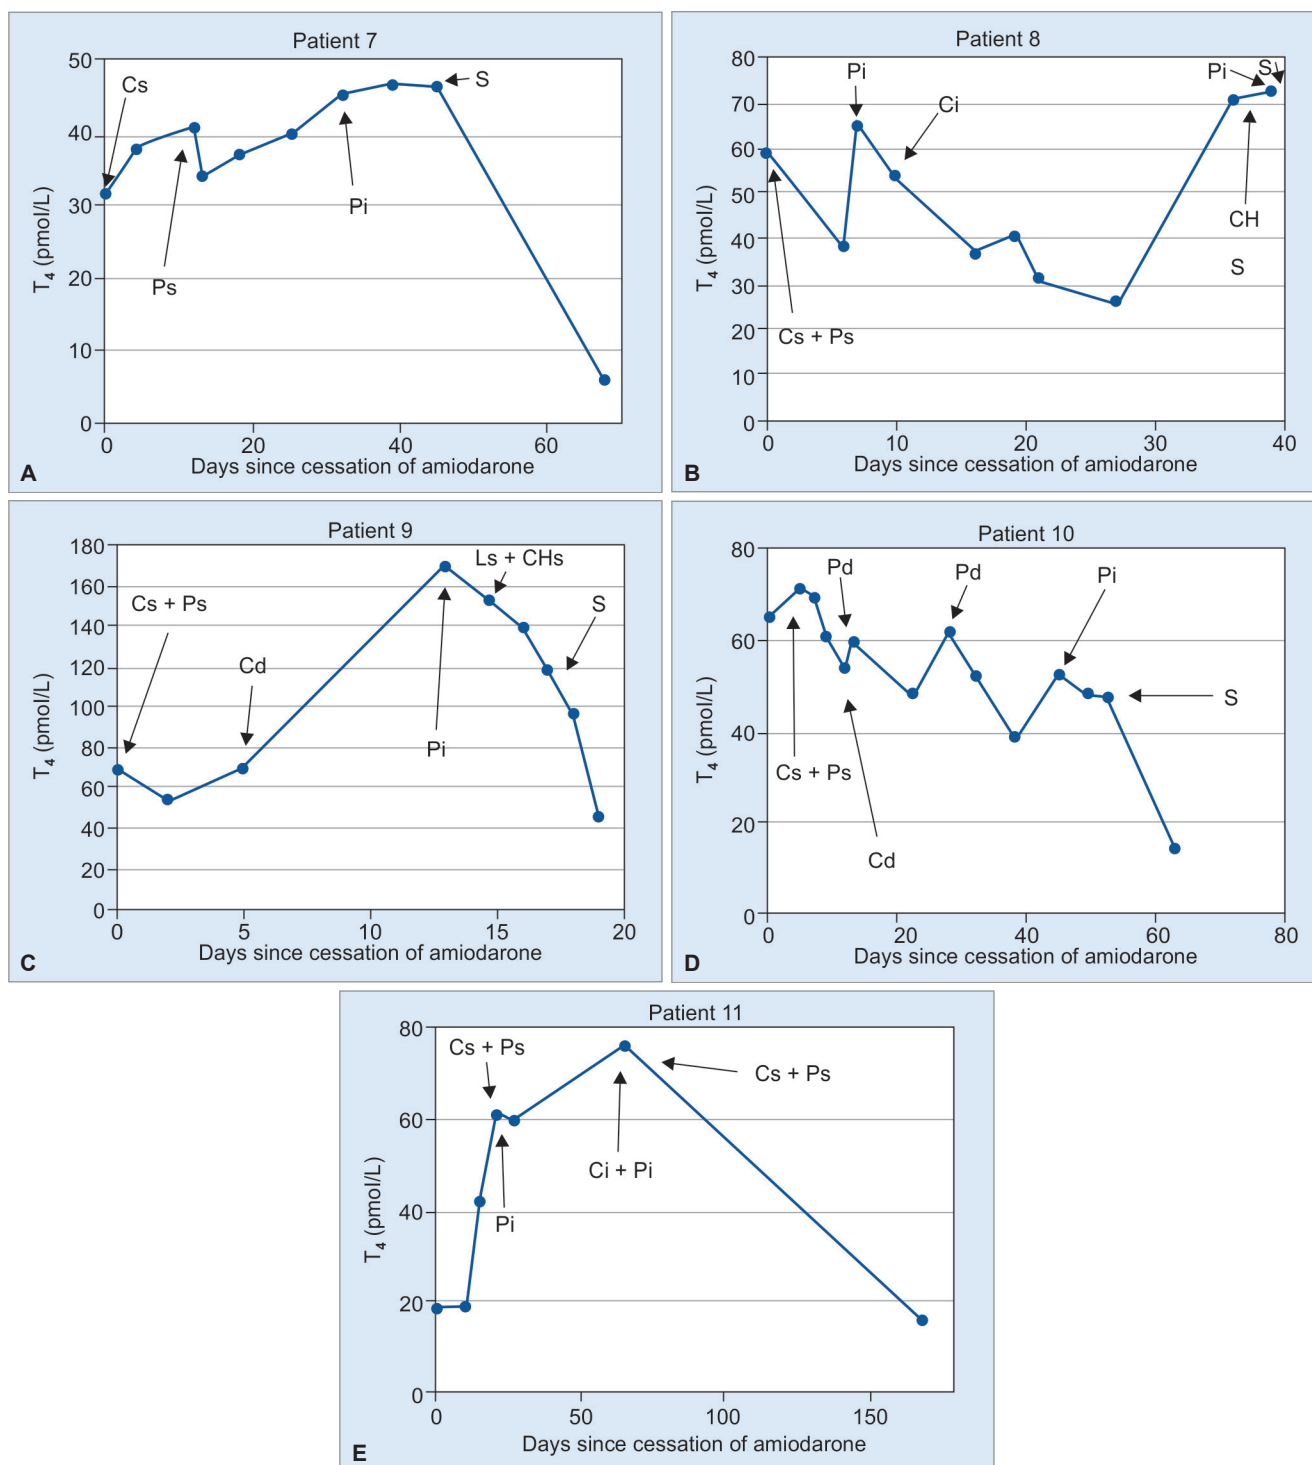 Patient 7
50
40
30
20
10
0
T4 (pmol/L)
Cs
Ps
Pi
S
0 20 40 60
Days since cessation of amiodarone
A
Patient 8
80
70
60
50
40
30
20
10
0
T4 (pmol/L)
Pi
Ci
Pi S
CH
S
Cs + Ps
0 10 20 30 40
Days since cessation of amiodarone
B
Patient 9
180
160
140
120
100
80
60
40
20
0
T4 (pmol/L)
Cs + Ps
Cd
Ls + CHs
S
Pi
0 5 10 15 20
Days since cessation of amiodarone
C
Patient 10
80
60
40
20
0
T4 (pmol/L)
Pd
Pd
Pi
S
Cs + Ps
Cd
0 20 40 60 80
Days since cessation of amiodarone
D
Patient 11
80
60
40
20
0
T4 (pmol/L)
Cs + Ps
Cs + Ps
Ci + Pi
Pi
0 50 100 150
Days since cessation of amiodarone
E